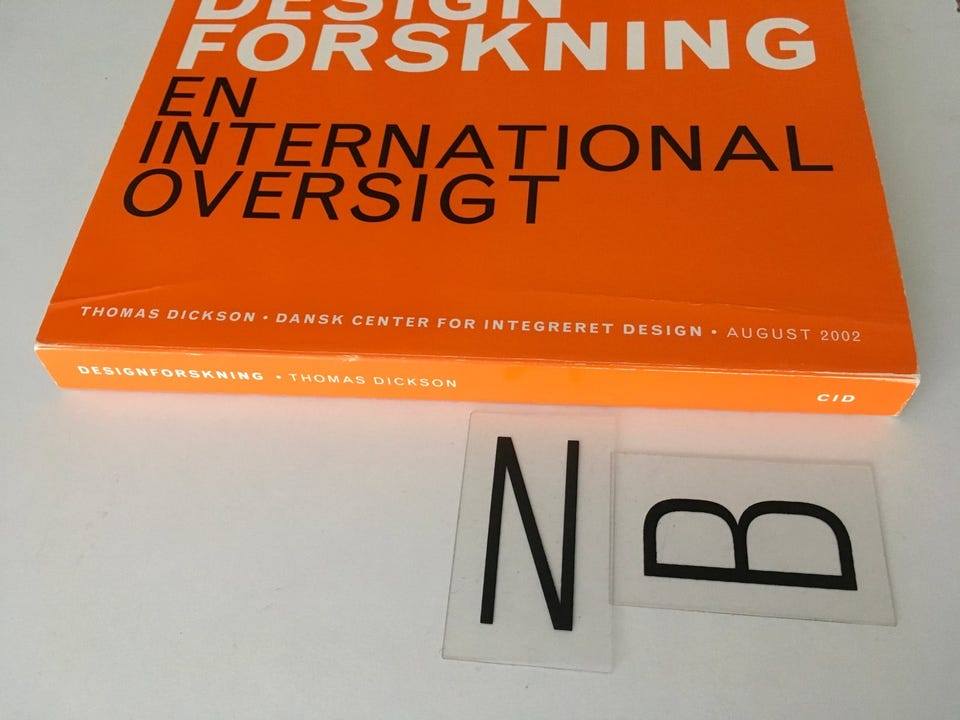 DESIGN
FORSKNING
EN
INTERNATIONAL
OVERSIGT
THOMAS DICKSON • DANSK CENTER FOR INTEGRERET DESIGN • AUGUST 2002
DESIGNFORSKNING • THOMAS DICKSON CID
N B